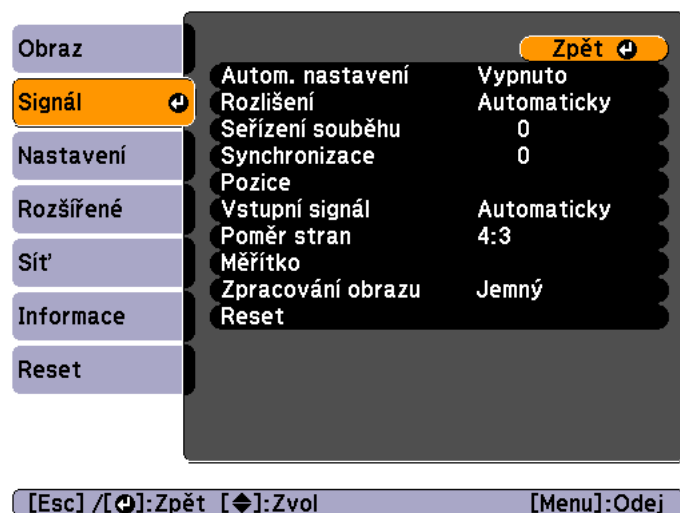 Obraz
Signál
Nastavení
Rozšířené
Síť
Informace
Reset
Zpět
Autom. nastavení Vypnuto
Rozlišení Automaticky
Seřízení souběhu 0
Synchronizace 0
Pozice
Vstupní signál Automaticky
Poměr stran 4:3
Měřítko
Zpracování obrazu Jemný
Reset
[Esc] /[⏎]:Zpět [◆]:Zvol [Menu]:Odej